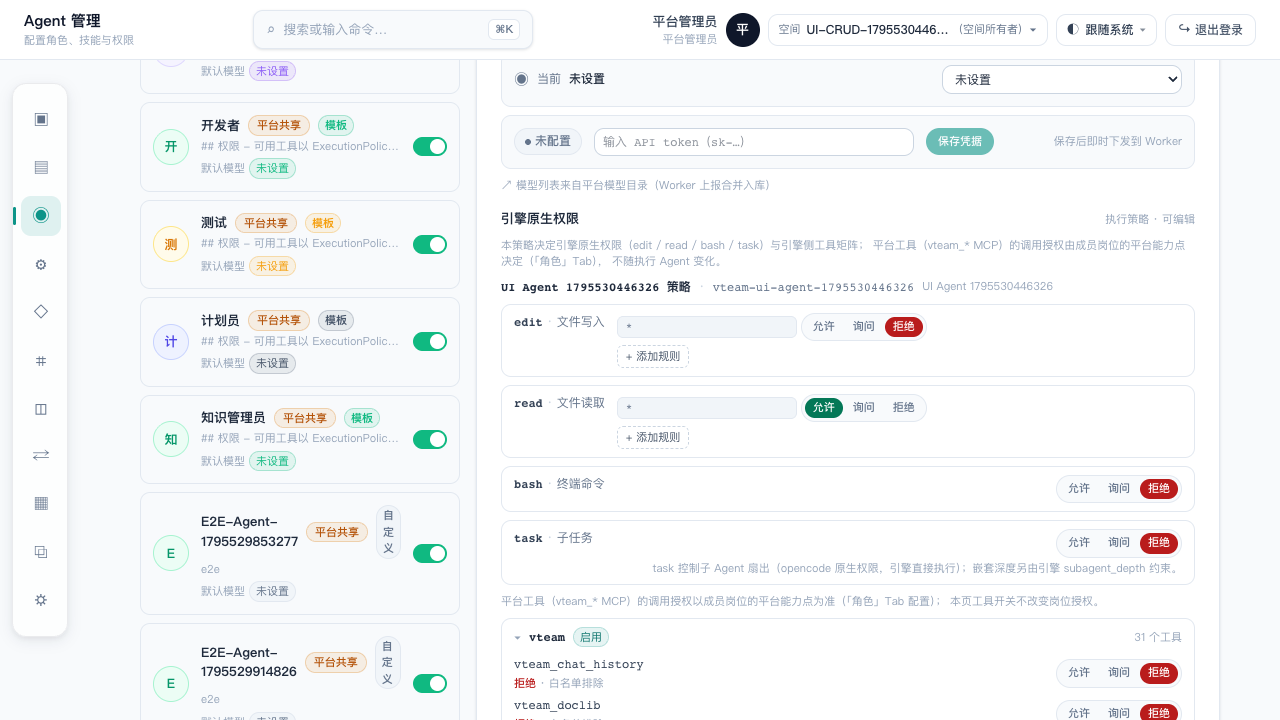 Agent 管理
配置角色、技能与权限
搜索或输入命令…
⌘K
平台管理员
平台管理员
平
空间 UI-CRUD-1795530446… (空间所有者)
跟随系统
退出登录
默认模型 未设置
开
开发者 平台共享 模板
## 权限 – 可用工具以 ExecutionPolic…
默认模型 未设置
测
测试 平台共享 模板
## 权限 – 可用工具以 ExecutionPolic…
默认模型 未设置
计
计划员 平台共享 模板
## 权限 – 可用工具以 ExecutionPolic…
默认模型 未设置
知
知识管理员 平台共享 模板
## 权限 – 可用工具以 ExecutionPolic…
默认模型 未设置
E
E2E-Agent-
1795529853277
平台共享
自定义
e2e
默认模型 未设置
E
E2E-Agent-
1795529914826
平台共享
自定义
e2e
当前 未设置
未设置
未配置
输入 API token (sk-…)
保存凭据
保存后即时下发到 Worker
↗ 模型列表来自平台模型目录（Worker 上报合并入库）
引擎原生权限
执行策略 · 可编辑
本策略决定引擎原生权限（edit / read / bash / task）与引擎侧工具矩阵； 平台工具（vteam_* MCP）的调用授权由成员岗位的平台能力点
决定（「角色」Tab）， 不随执行 Agent 变化。
UI Agent 1795530446326 策略 · vteam-ui-agent-1795530446326 UI Agent 1795530446326
edit · 文件写入
*
允许 询问 拒绝
+ 添加规则
read · 文件读取
*
允许 询问 拒绝
+ 添加规则
bash · 终端命令
允许 询问 拒绝
task · 子任务
允许 询问 拒绝
task 控制子 Agent 扇出（opencode 原生权限，引擎直接执行）；嵌套深度另由引擎 subagent_depth 约束。
平台工具（vteam_* MCP）的调用授权以成员岗位的平台能力点为准（「角色」Tab 配置）； 本页工具开关不改变岗位授权。
vteam 启用
31 个工具
vteam_chat_history
拒绝 · 白名单排除
允许 询问 拒绝
vteam_doclib
允许 询问 拒绝